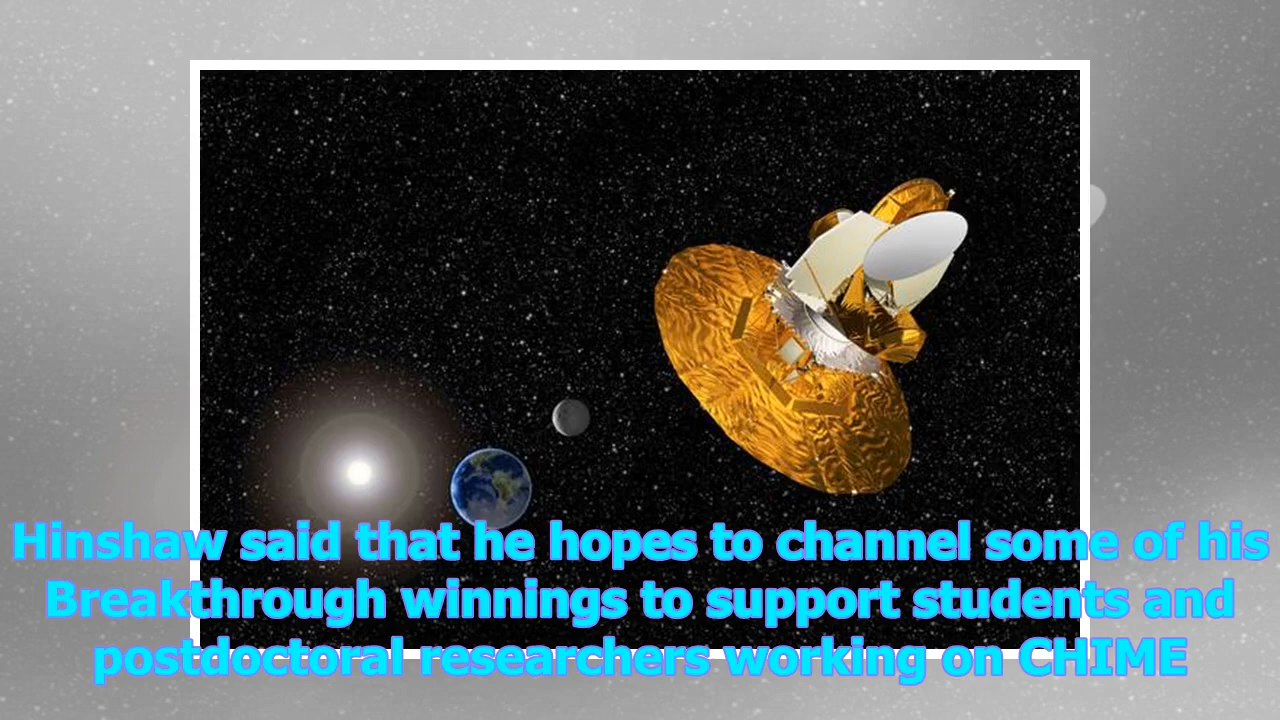 Hinshaw said that he hopes to channel some of his
Breakthrough winnings to support students and
postdoctoral researchers working on CHIME